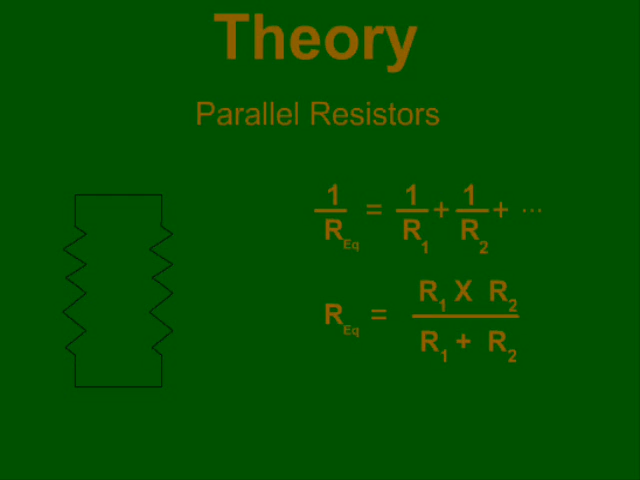 Theory
Parallel Resistors
1/R_Eq = 1/R_1 + 1/R_2 + ...
R_Eq = R_1 X R_2 / R_1 + R_2